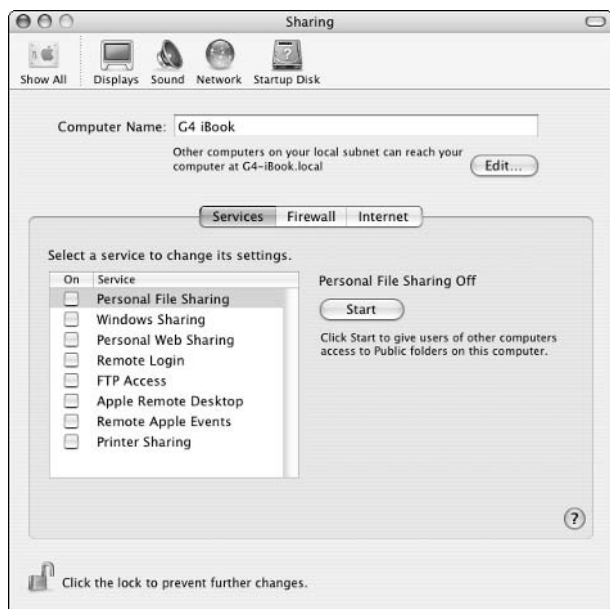 Sharing
Show All Displays Sound Network Startup Disk
Computer Name: G4 iBook
Other computers on your local subnet can reach your
computer at G4-iBook.local
Edit...
Services Firewall Internet
Select a service to change its settings.
On Service
Personal File Sharing
Windows Sharing
Personal Web Sharing
Remote Login
FTP Access
Apple Remote Desktop
Remote Apple Events
Printer Sharing
Personal File Sharing Off
Start
Click Start to give users of other computers
access to Public folders on this computer.
?
Click the lock to prevent further changes.